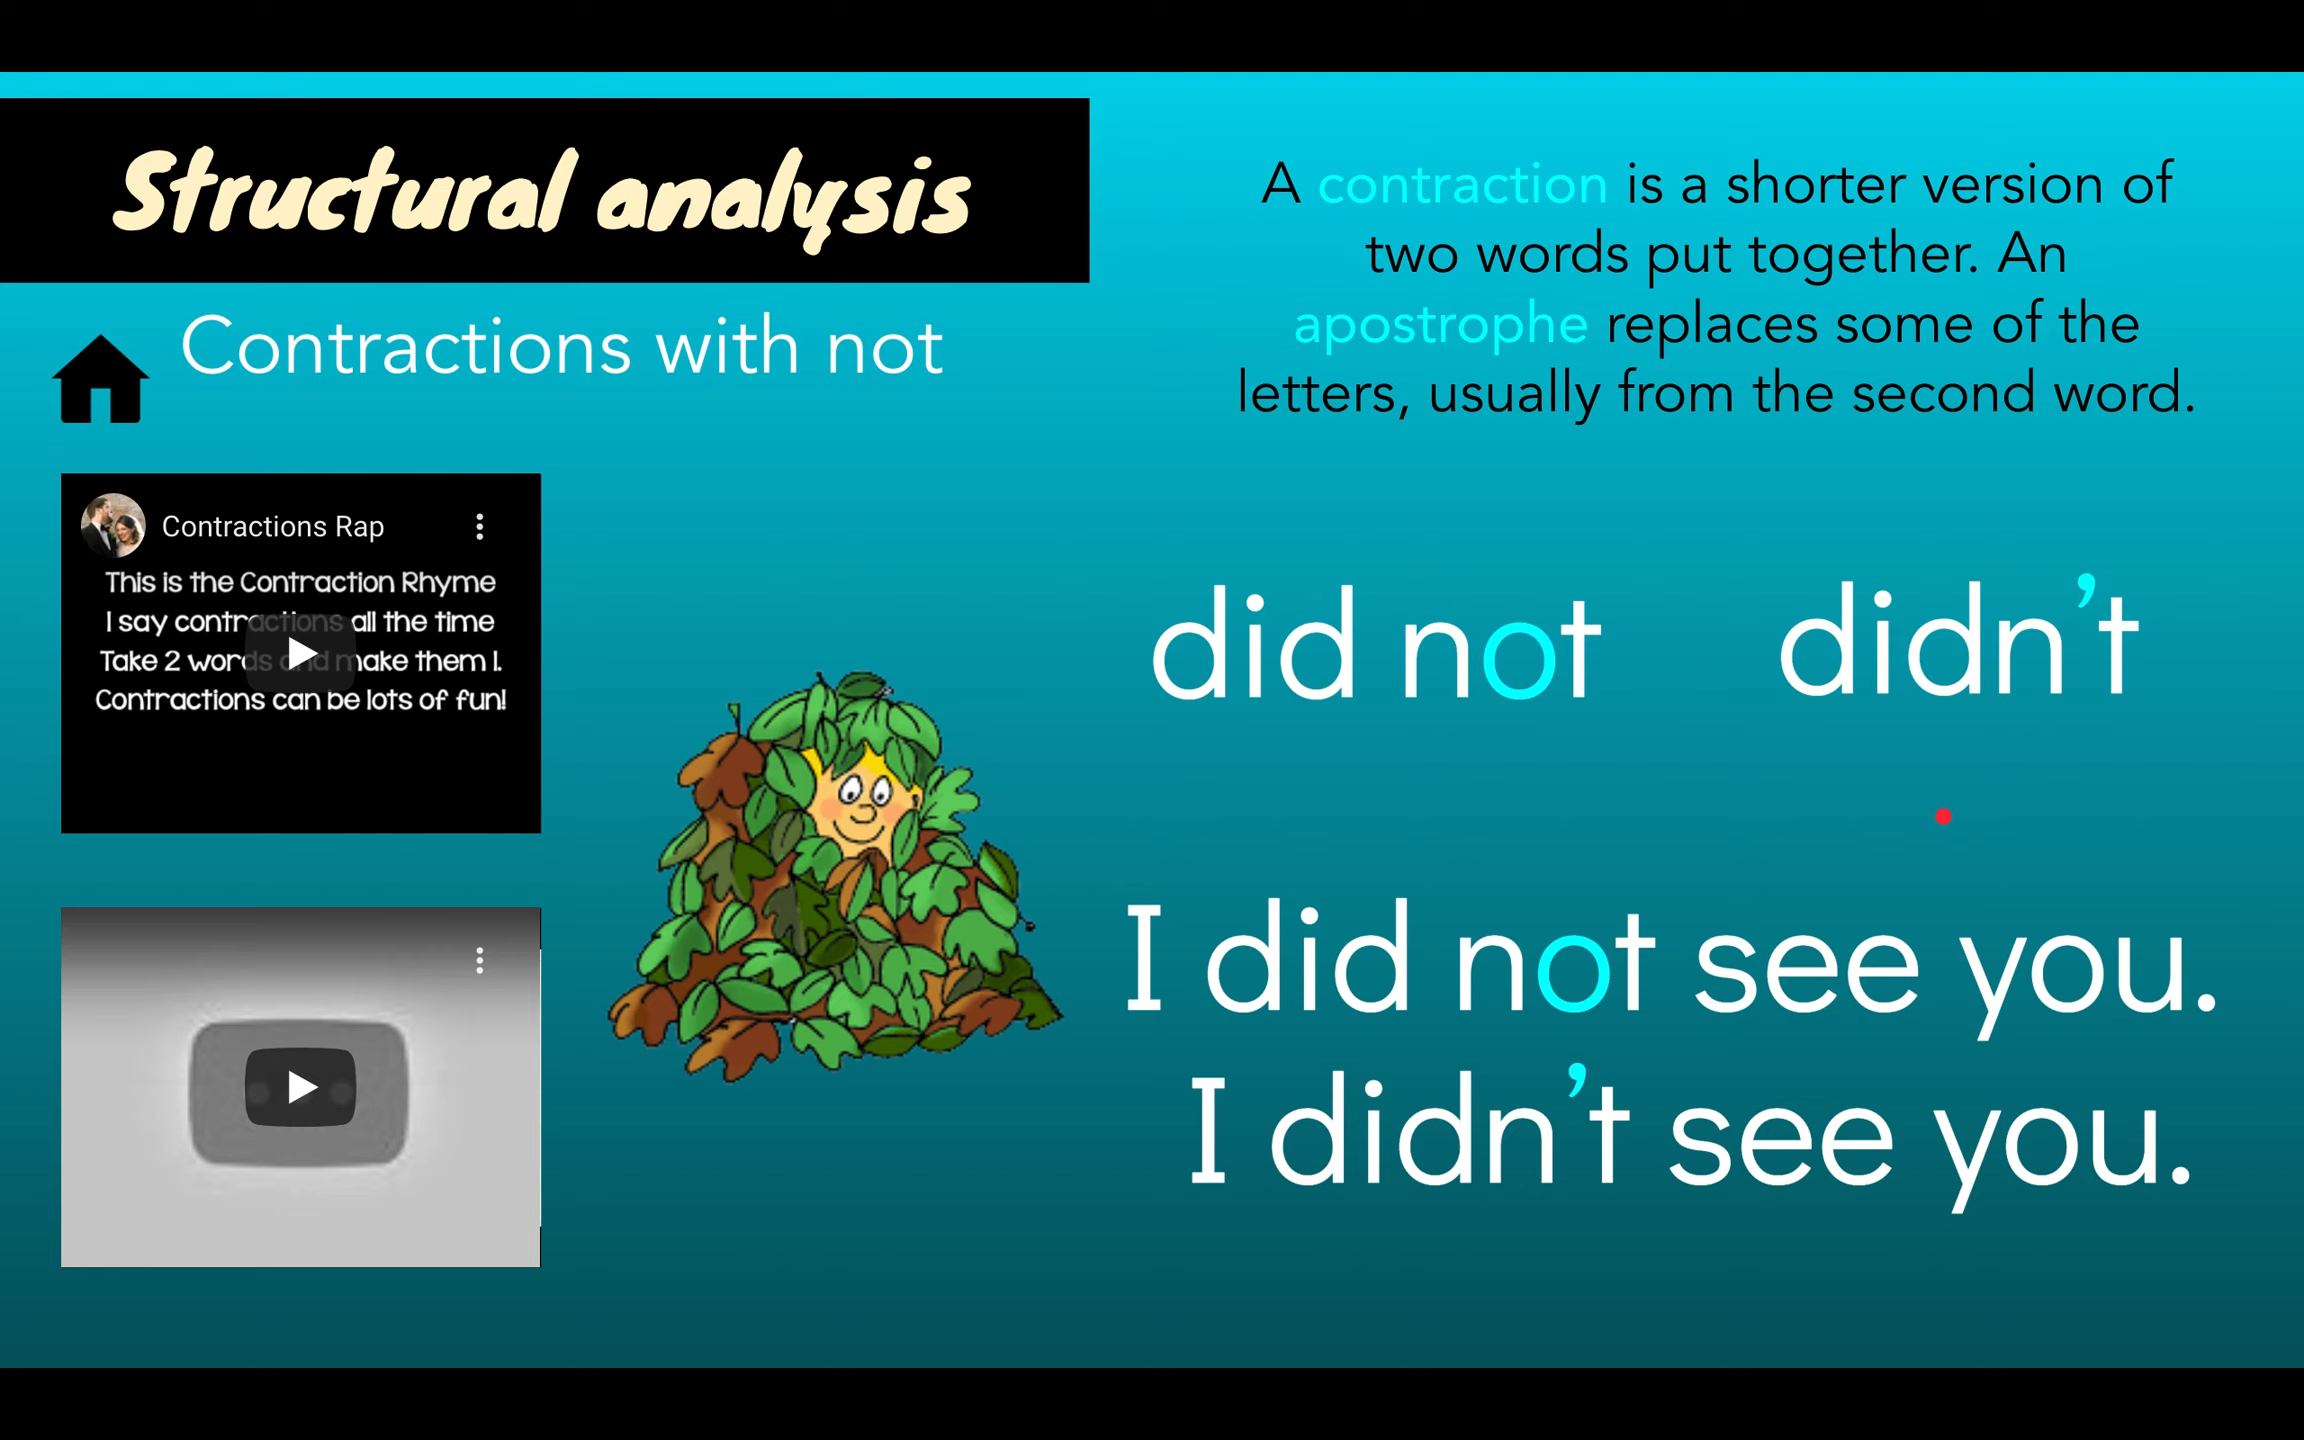 Structural analysis
Contractions with not
A contraction is a shorter version of
two words put together. An
apostrophe replaces some of the
letters, usually from the second word.
Contractions Rap
This is the Contraction Rhyme
I say contractions all the time
Take 2 words and make them 1.
Contractions can be lots of fun!
did not didn’t
I did not see you.
I didn’t see you.